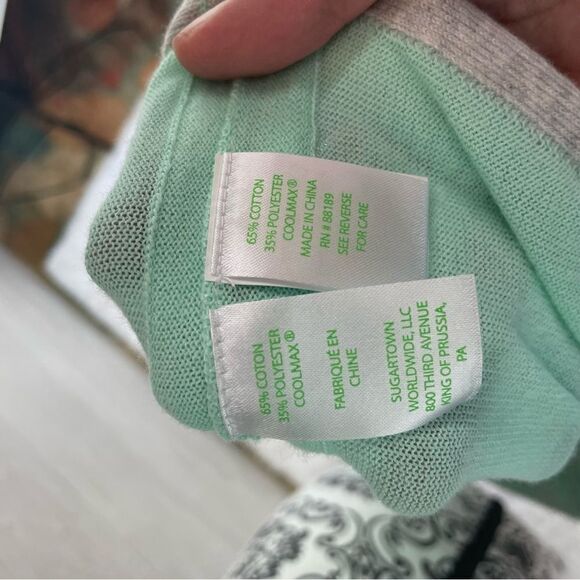 65% COTTON
35% POLYESTER
COOLMAX®
MADE IN CHINA
RN # 88189
SEE REVERSE
FOR CARE
65% COTON
35% POLYESTER
COOLMAX ®
FABRIQUÉ EN
CHINE
SUGARTOWN
WORLDWIDE, LLC
800 THIRD AVENUE
KING OF PRUSSIA,
PA